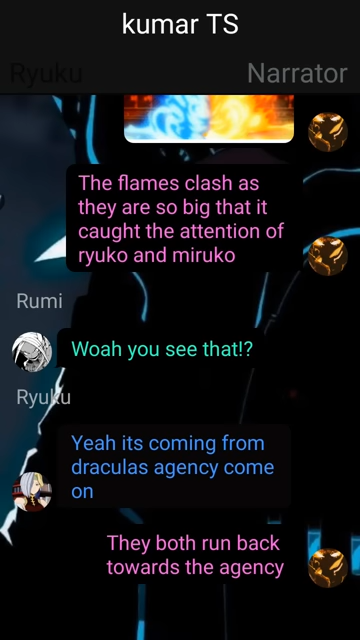 kumar TS
Ryuku
Narrator
The flames clash as
they are so big that it
caught the attention of
ryuko and miruko
Rumi
Woah you see that!?
Ryuku
Yeah its coming from
draculas agency come
on
They both run back
towards the agency